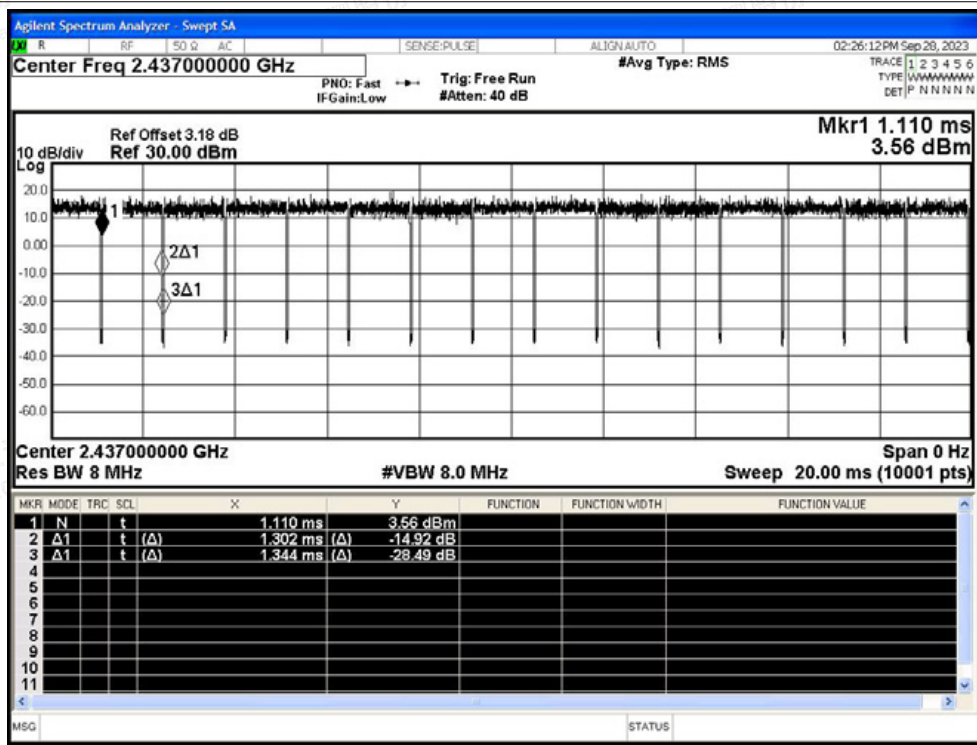 Agilent Spectrum Analyzer - Swept SA
R RF 50 Ω AC SENSE:PULSE ALIGN AUTO 02:26:12 PM Sep 28, 2023
Center Freq 2.437000000 GHz #Avg Type: RMS TRACE 1 2 3 4 5 6
PNO: Fast Trig: Free Run TYPE
IFGain:Low #Atten: 40 dB DET P N N N N N
Mkr1 1.110 ms
Ref Offset 3.18 dB
10 dB/div Ref 30.00 dBm 3.56 dBm
Log
20.0
10.0
1
0.00
2Δ1
-10.0
3Δ1
-20.0
-30.0
-40.0
-50.0
-60.0
Center 2.437000000 GHz Span 0 Hz
Res BW 8 MHz #VBW 8.0 MHz Sweep 20.00 ms (10001 pts)
MKR MODE TRC SCL X Y FUNCTION FUNCTION WIDTH FUNCTION VALUE
1 N t 1.110 ms 3.56 dBm
2 Δ1 t (Δ) 1.302 ms (Δ) -14.92 dB
3 Δ1 t (Δ) 1.344 ms (Δ) -28.49 dB
4
5
6
7
8
9
10
11
MSG STATUS